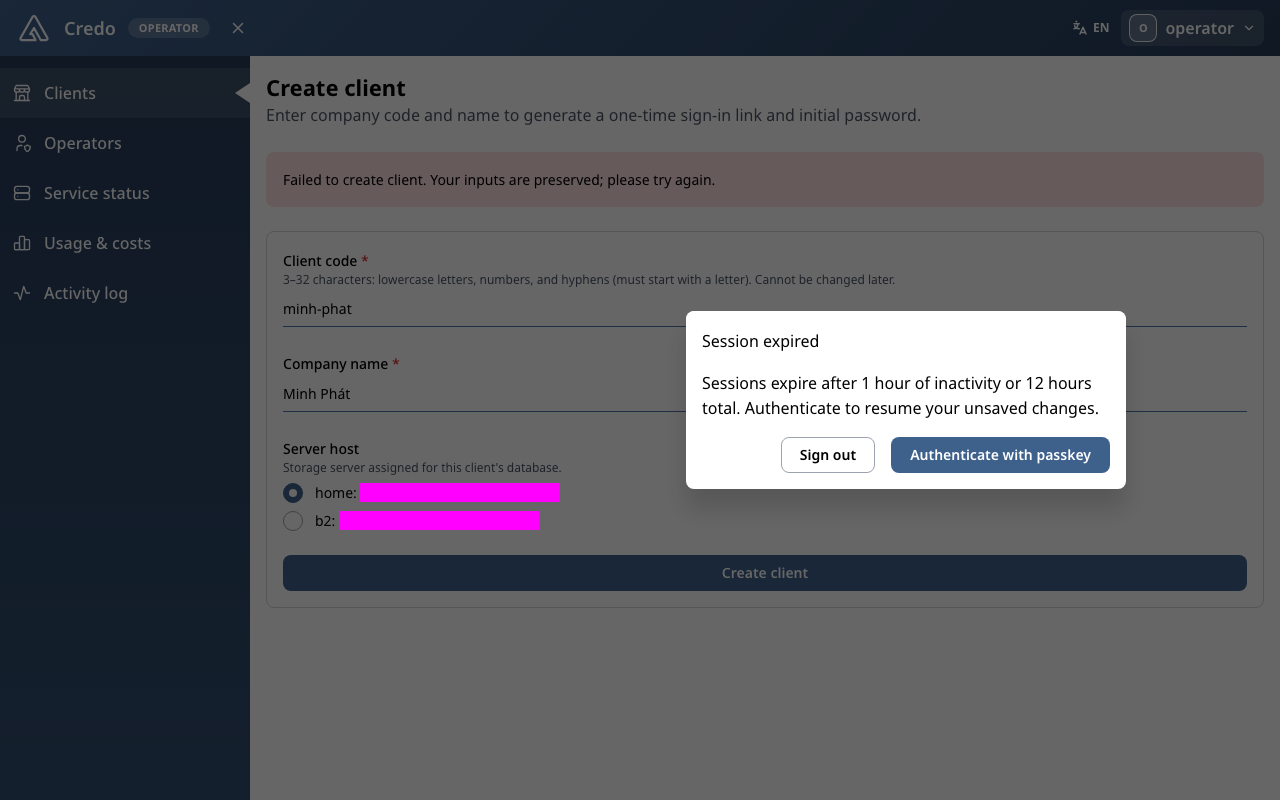 Credo
OPERATOR
EN
O
operator
Clients
Operators
Service status
Usage & costs
Activity log
Create client
Enter company code and name to generate a one-time sign-in link and initial password.
Failed to create client. Your inputs are preserved; please try again.
Client code *
3–32 characters: lowercase letters, numbers, and hyphens (must start with a letter). Cannot be changed later.
minh-phat
Company name *
Minh Phát
Server host
Storage server assigned for this client's database.
home:
b2:
Create client
Session expired
Sessions expire after 1 hour of inactivity or 12 hours
total. Authenticate to resume your unsaved changes.
Sign out
Authenticate with passkey